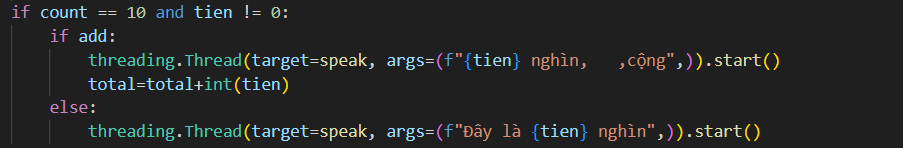 if count == 10 and tien != 0:
    if add:
        threading.Thread(target=speak, args=(f"{tien} nghìn,   ,cộng",)).start()
        total=total+int(tien)
    else:
        threading.Thread(target=speak, args=(f"Đây là {tien} nghìn",)).start()